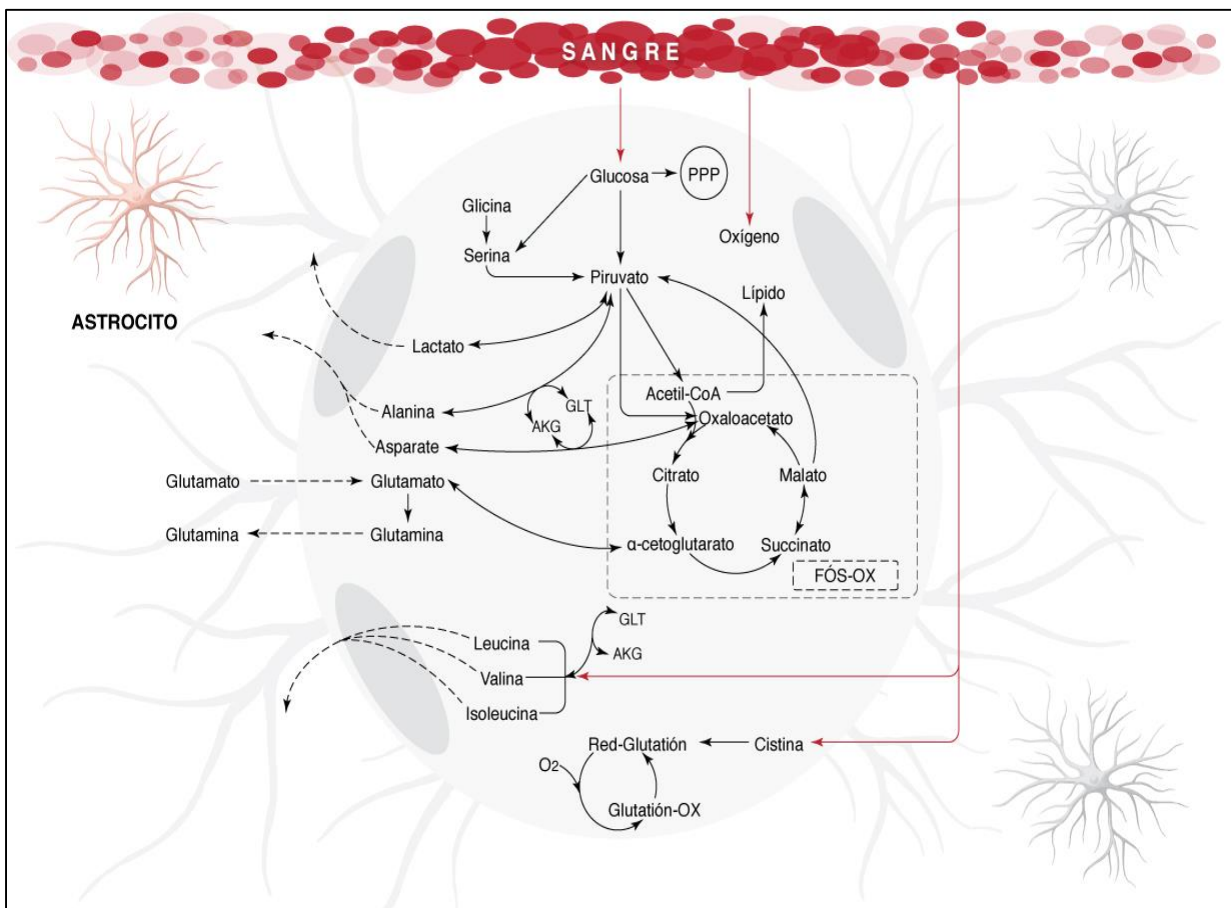 SANGRE
Glucosa
PPP
Glicina
Oxígeno
Serina
Piruvato
Lípido
ASTROCITO
Lactato
Acetil-CoA
Alanina
GLT
Oxaloacetato
AKG
Asparate
Glutamato
Glutamato
Citrato
Malato
Glutamina
Glutamina
α-cetoglutarato
Succinato
FÓS-OX
GLT
Leucina
AKG
Valina
Isoleucina
Red-Glutatión
Cistina
O2
Glutatión-OX